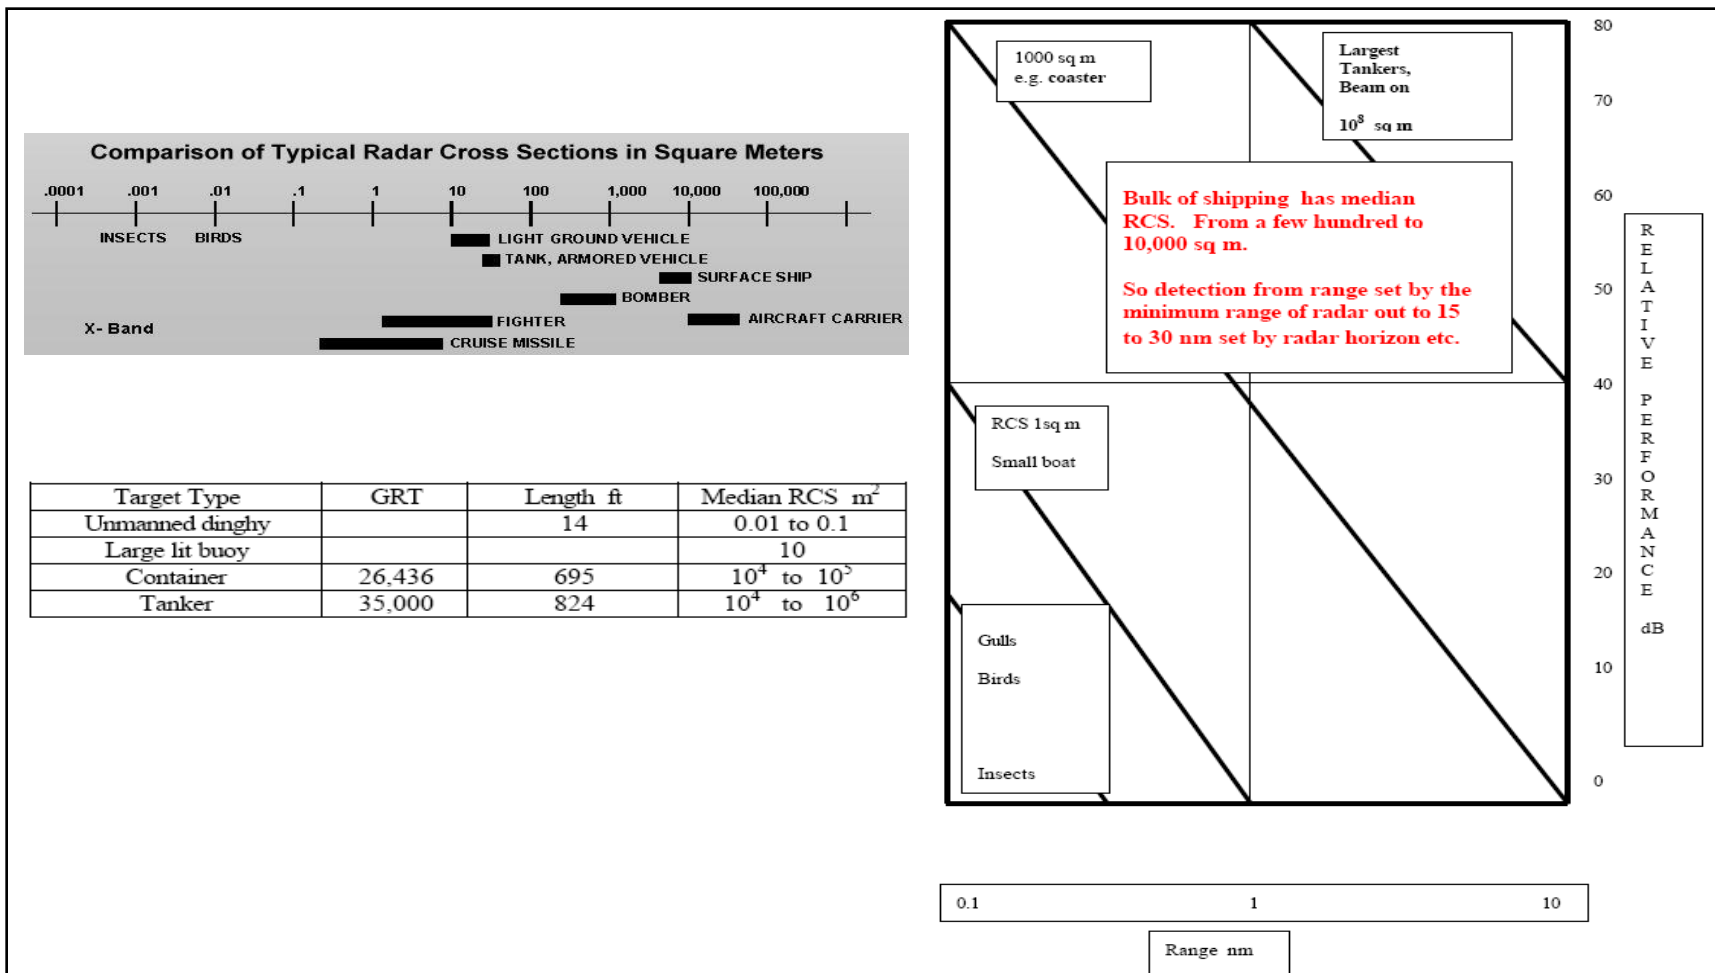 Comparison of Typical Radar Cross Sections in Square Meters
.0001 .001 .01 .1 1 10 100 1,000 10,000 100,000
INSECTS BIRDS LIGHT GROUND VEHICLE
TANK, ARMORED VEHICLE
SURFACE SHIP
BOMBER
X- Band FIGHTER AIRCRAFT CARRIER
CRUISE MISSILE
Target Type GRT Length ft Median RCS m²
Unmanned dinghy 14 0.01 to 0.1
Large lit buoy 10
Container 26,436 695 10⁴ to 10⁵
Tanker 35,000 824 10⁴ to 10⁶
1000 sq m
e.g. coaster
Largest
Tankers,
Beam on
10⁸ sq m
Bulk of shipping has median
RCS. From a few hundred to
10,000 sq m.
So detection from range set by the
minimum range of radar out to 15
to 30 nm set by radar horizon etc.
RCS 1sq m
Small boat
Gulls
Birds
Insects
80
70
60
50
40
30
20
10
0
RELATIVE PERFORMANCE dB
0.1 1 10
Range nm